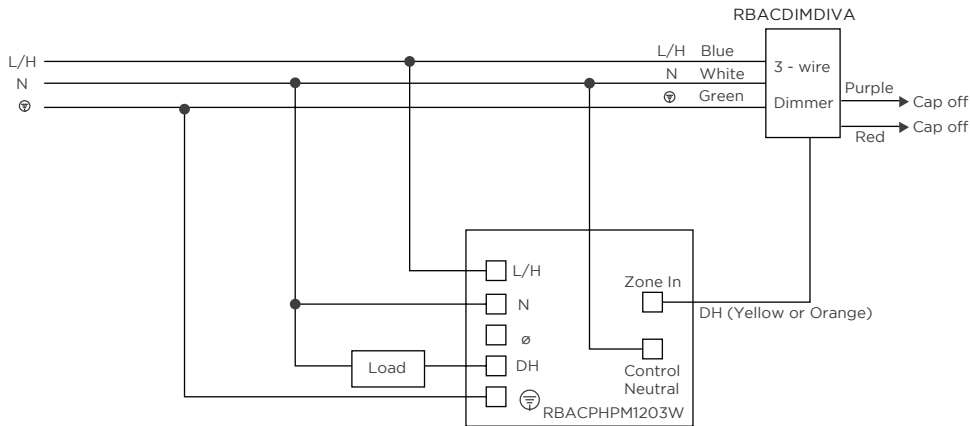 RBACDIMDIVA
L/H
L/H Blue
3 - wire
N
N White
Purple
Cap off
Green
Dimmer
Cap off
Red
L/H
Zone In
N
DH (Yellow or Orange)
ø
Load
DH
Control
Neutral
RBACPHPM1203W